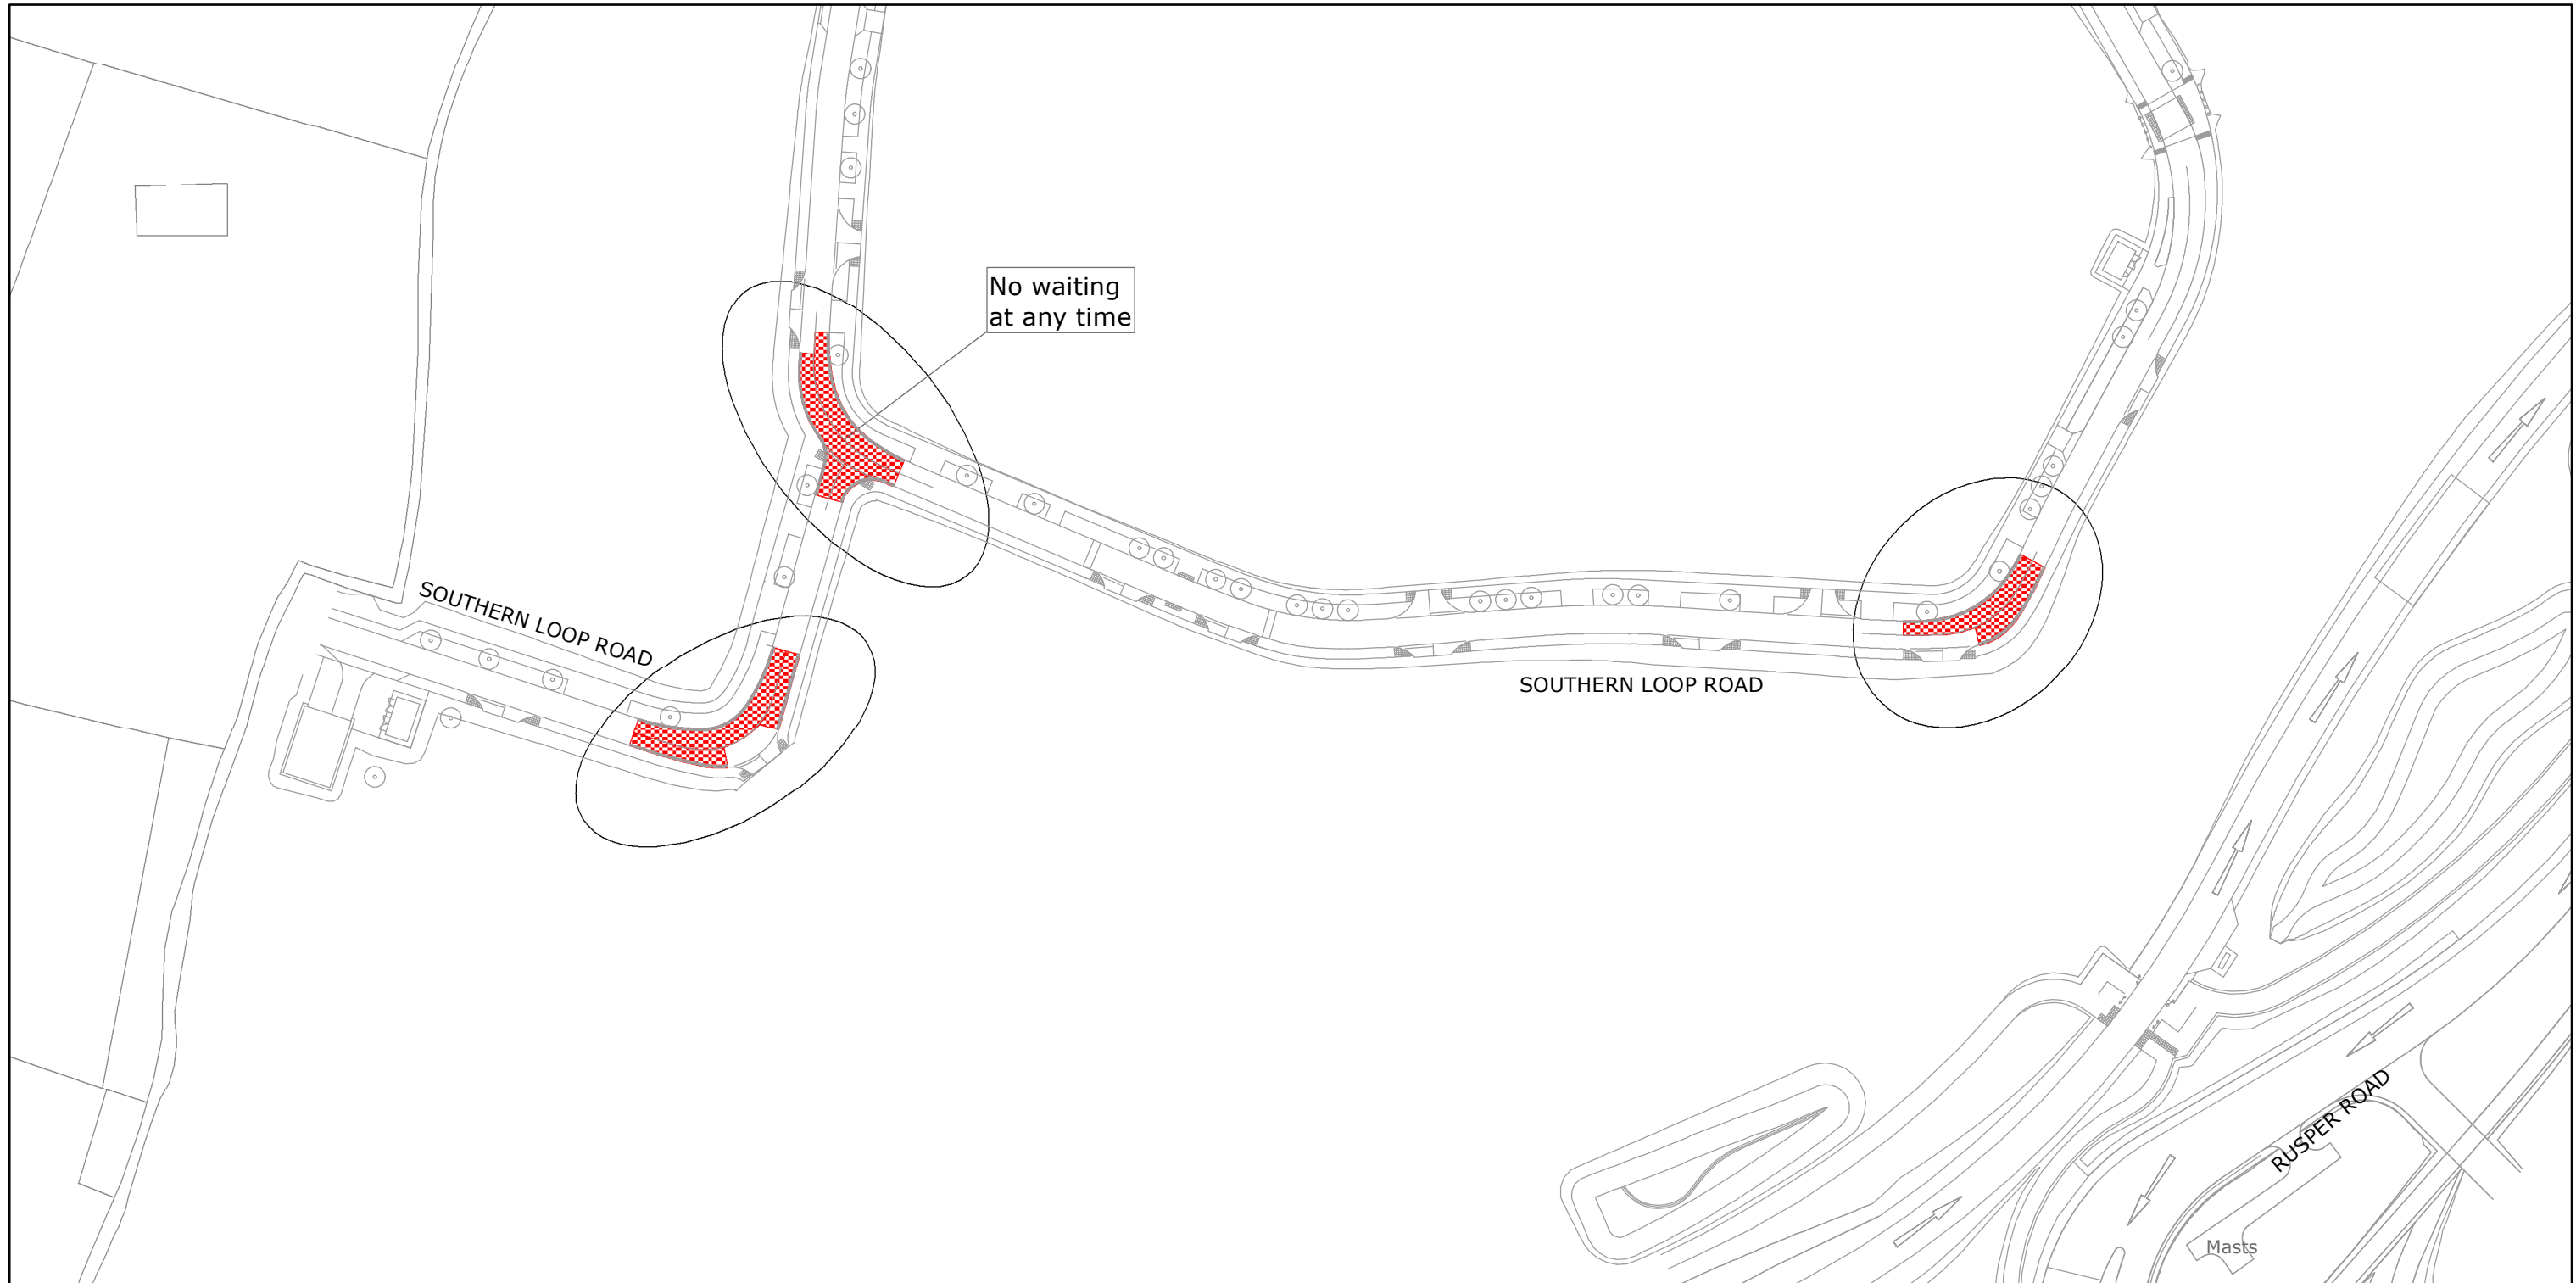 No waiting
at any time
SOUTHERN LOOP ROAD
SOUTHERN LOOP ROAD
RUSPER ROAD
Masts